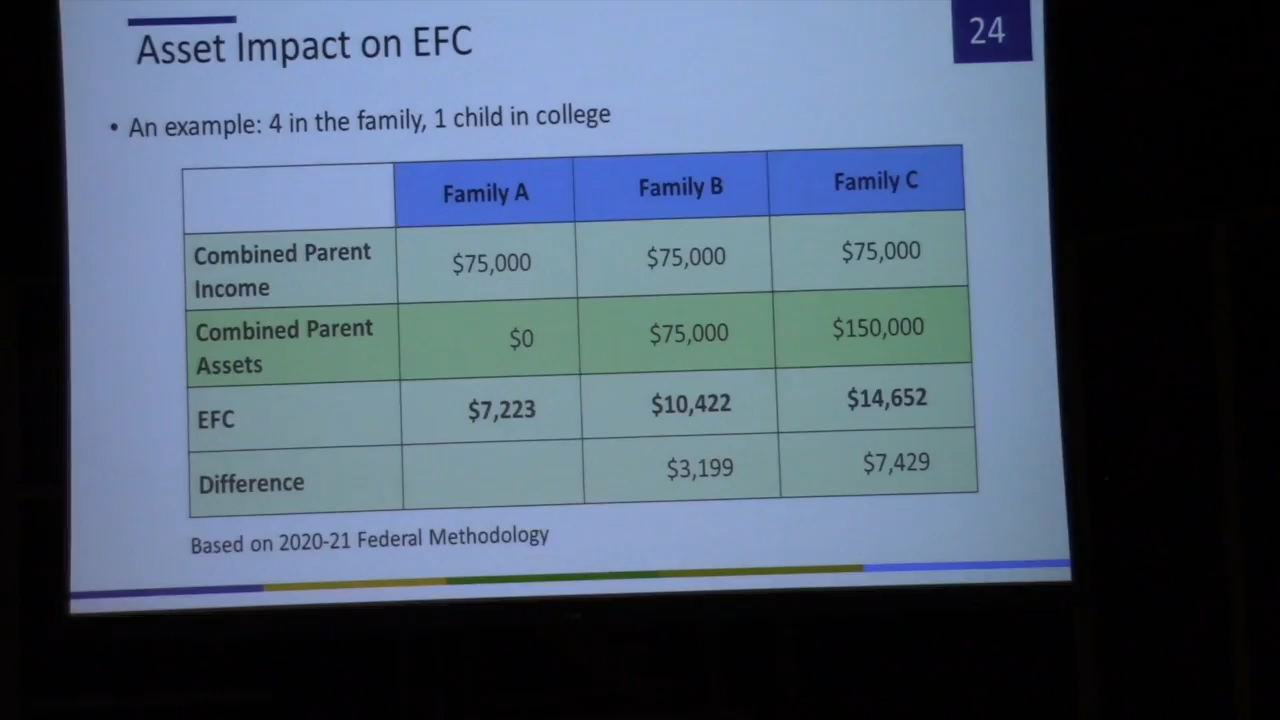 Asset Impact on EFC
24
• An example: 4 in the family, 1 child in college
Family A Family B Family C
Combined Parent Income $75,000 $75,000 $75,000
Combined Parent Assets $0 $75,000 $150,000
EFC $7,223 $10,422 $14,652
Difference $3,199 $7,429
Based on 2020-21 Federal Methodology